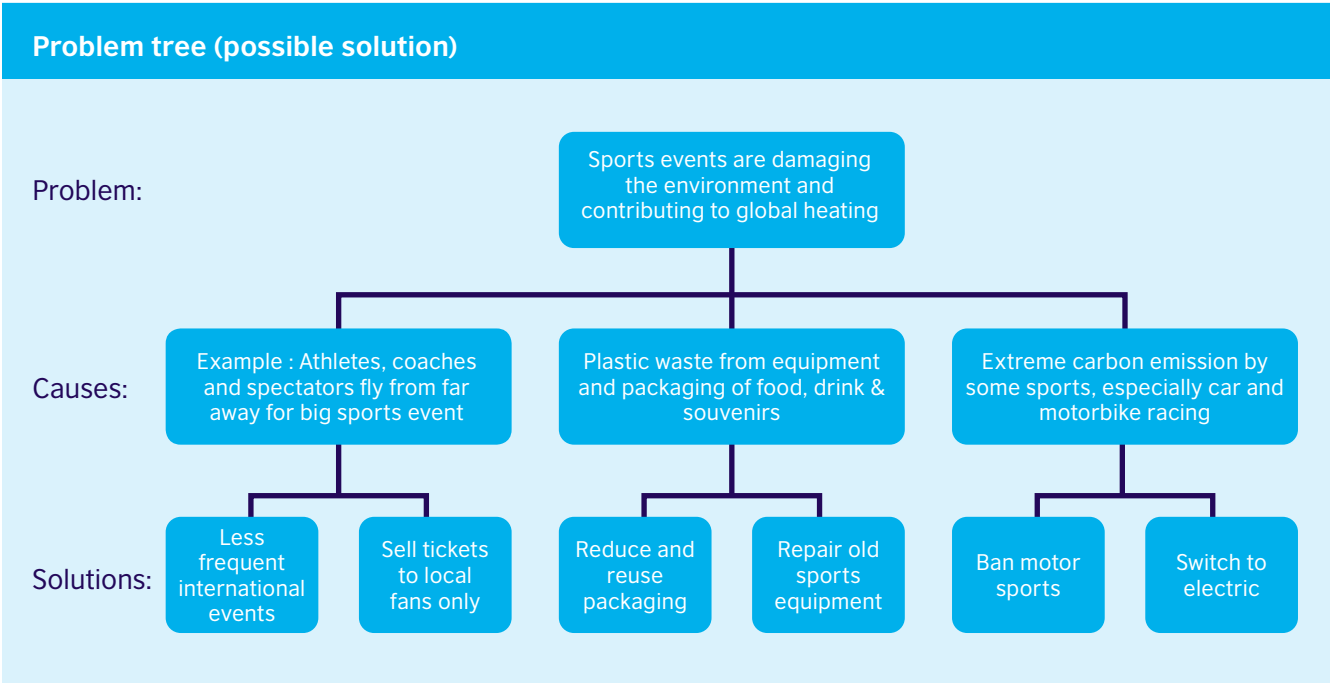 Problem tree (possible solution)
Problem:
Sports events are damaging
the environment and
contributing to global heating
Causes:
Example : Athletes, coaches
and spectators fly from far
away for big sports event
Plastic waste from equipment
and packaging of food, drink &
souvenirs
Extreme carbon emission by
some sports, especially car and
motorbike racing
Solutions:
Less
frequent
international
events
Sell tickets
to local
fans only
Reduce and
reuse
packaging
Repair old
sports
equipment
Ban motor
sports
Switch to
electric